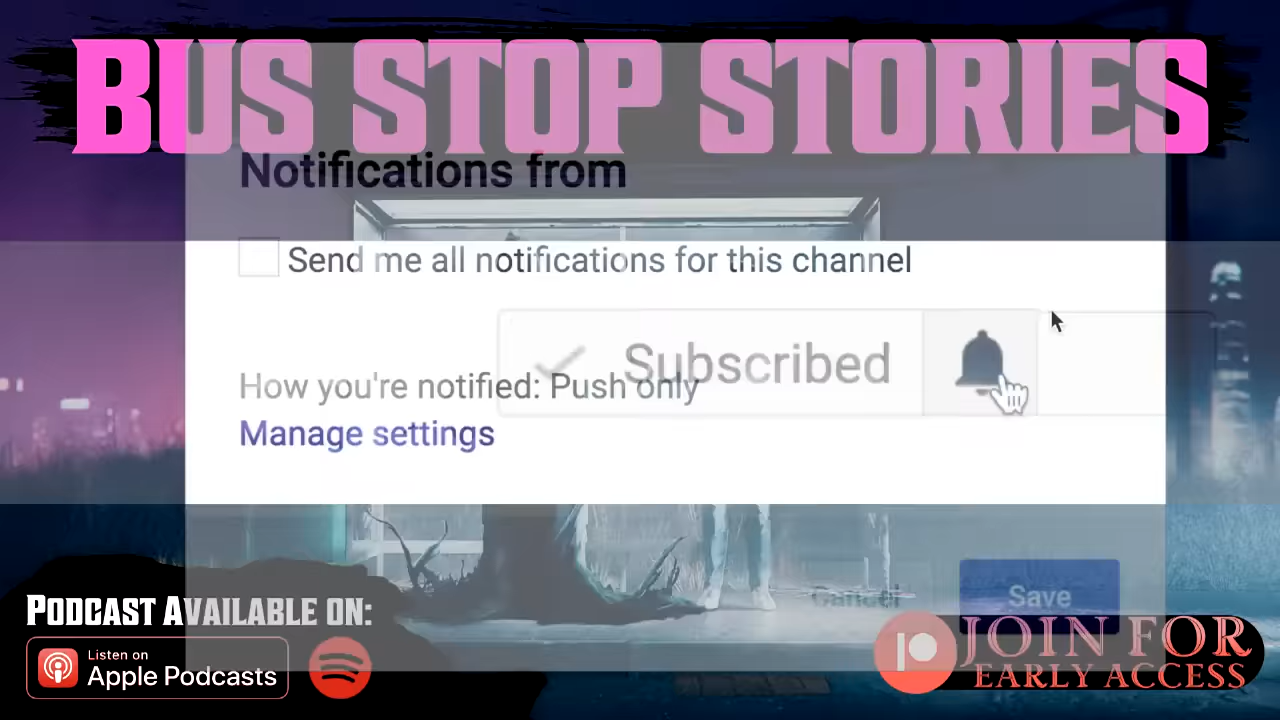 BUS STOP STORIES
Notifications from
Send me all notifications for this channel
Subscribed
How you're notified: Push only
Manage settings
Cancel
Save
PODCAST AVAILABLE ON:
Listen on
Apple Podcasts
JOIN FOR
EARLY ACCESS